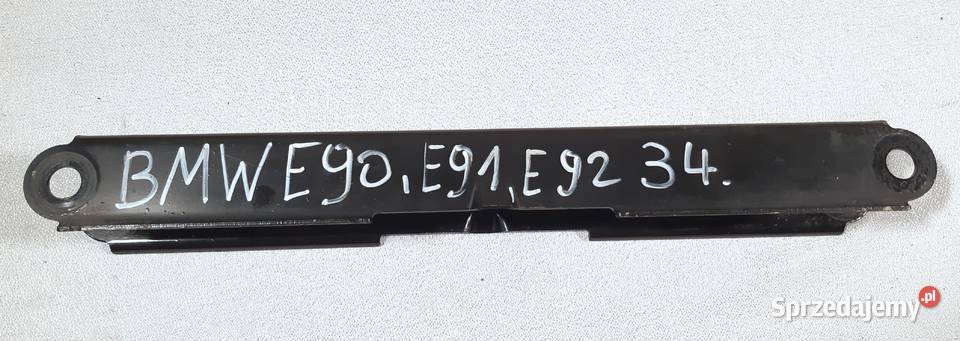 BMW E90, E91, E92 34.
Sprzedajemy.pl